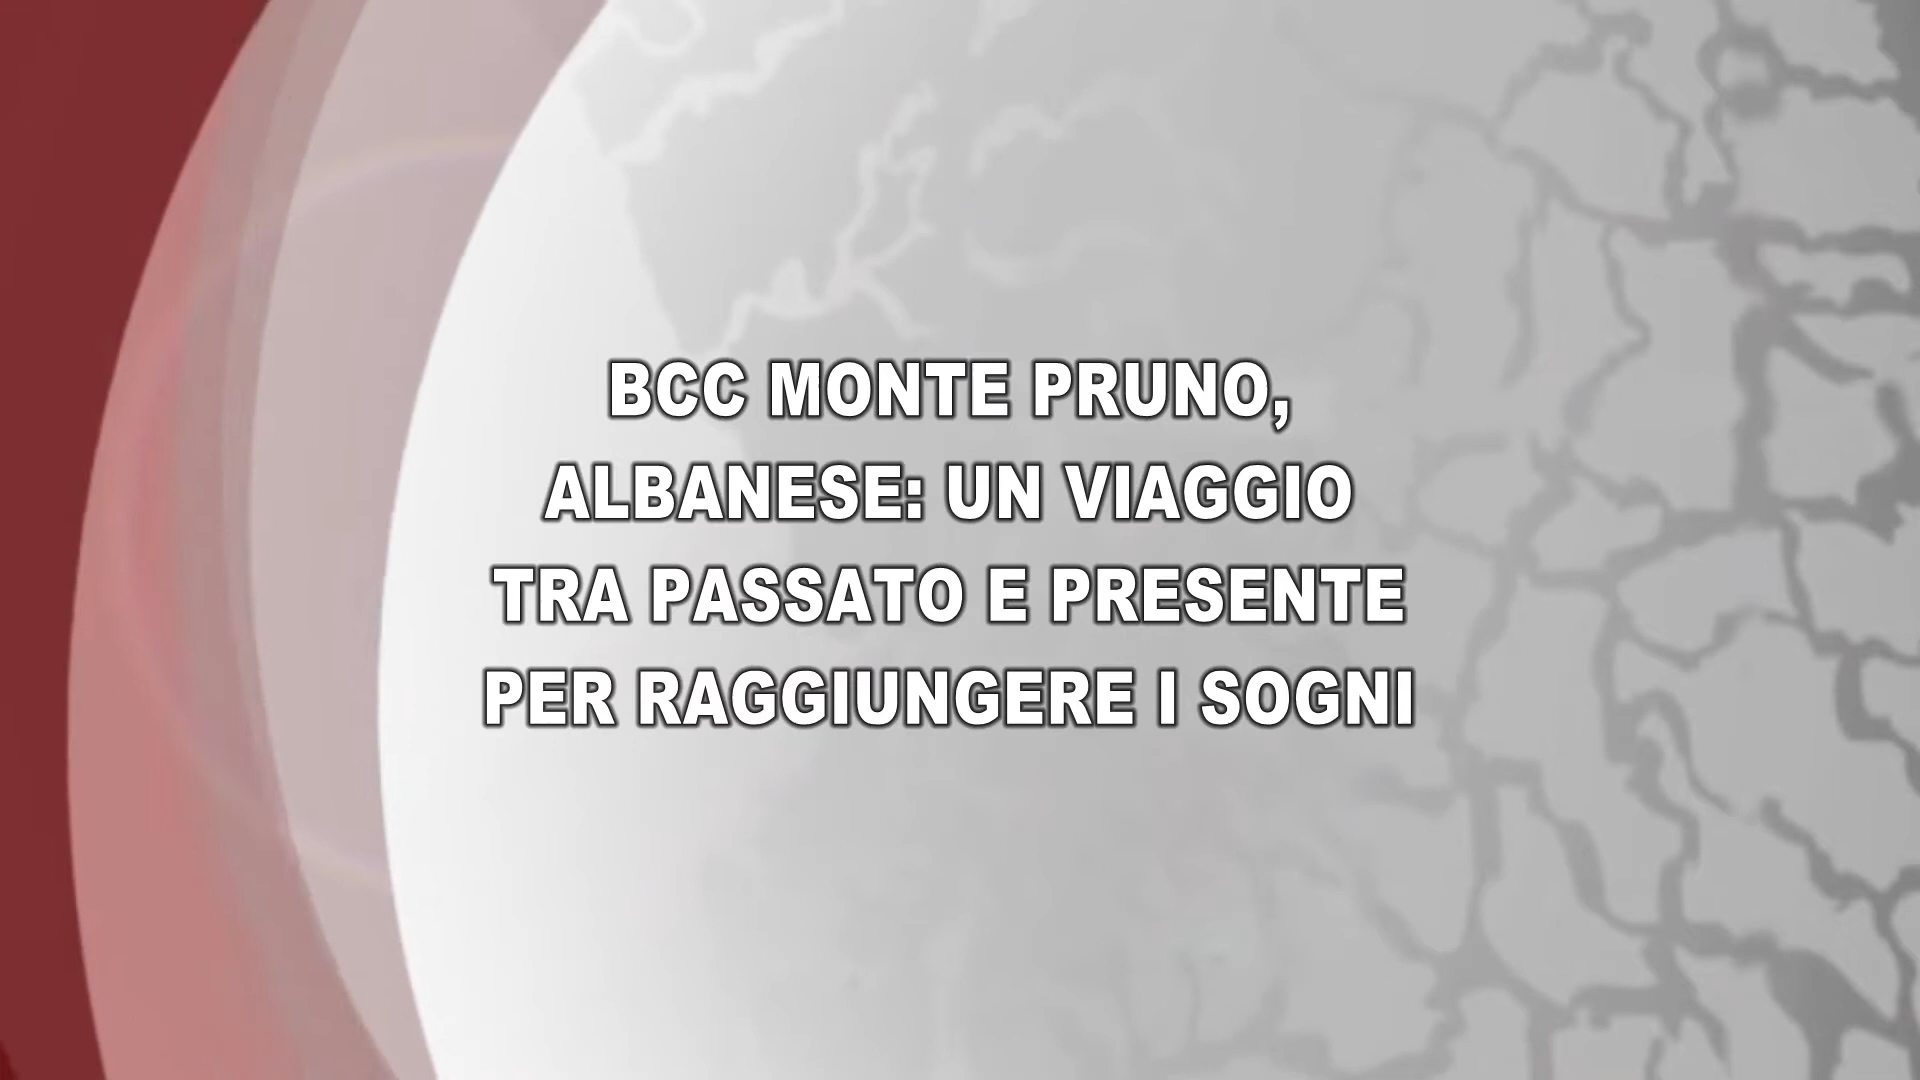 BCC MONTE PRUNO,
ALBANESE: UN VIAGGIO
TRA PASSATO E PRESENTE
PER RAGGIUNGERE I SOGNI